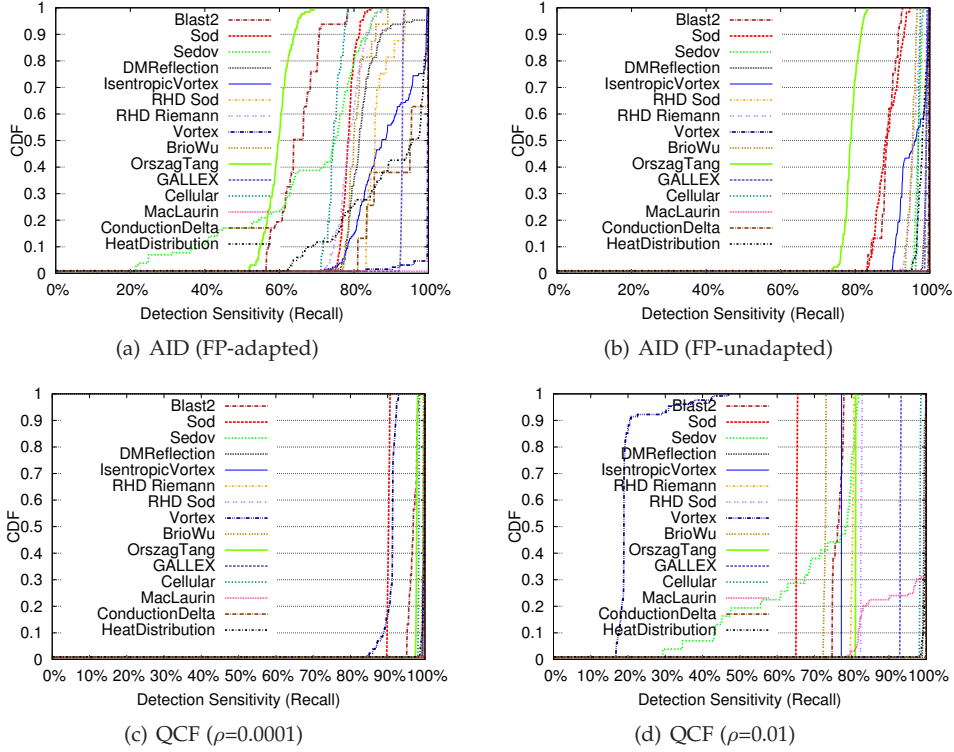 1
0.9
0.8
0.7
0.6
0.5
0.4
0.3
0.2
0.1
0
CDF
Blast2
Sod
Sedov
DMReflection
IsentropicVortex
RHD Sod
RHD Riemann
Vortex
BrioWu
OrszagTang
GALLEX
Cellular
MacLaurin
ConductionDelta
HeatDistribution
0% 20% 40% 60% 80% 100%
Detection Sensitivity (Recall)
(a) AID (FP-adapted)
1
0.9
0.8
0.7
0.6
0.5
0.4
0.3
0.2
0.1
0
CDF
Blast2
Sod
Sedov
DMReflection
IsentropicVortex
RHD Sod
RHD Riemann
Vortex
BrioWu
OrszagTang
GALLEX
Cellular
MacLaurin
ConductionDelta
HeatDistribution
0% 20% 40% 60% 80% 100%
Detection Sensitivity (Recall)
(b) AID (FP-unadapted)
1
0.9
0.8
0.7
0.6
0.5
0.4
0.3
0.2
0.1
0
CDF
Blast2
Sod
Sedov
DMReflection
IsentropicVortex
RHD Riemann
RHD Sod
Vortex
BrioWu
OrszagTang
GALLEX
Cellular
MacLaurin
ConductionDelta
HeatDistribution
0% 10% 20% 30% 40% 50% 60% 70% 80% 90% 100%
Detection Sensitivity (Recall)
(c) QCF (ρ=0.0001)
1
0.9
0.8
0.7
0.6
0.5
0.4
0.3
0.2
0.1
0
CDF
Blast2
Sod
Sedov
DMReflection
IsentropicVortex
RHD Riemann
RHD Sod
Vortex
BrioWu
OrszagTang
GALLEX
Cellular
MacLaurin
ConductionDelta
HeatDistribution
0% 10% 20% 30% 40% 50% 60% 70% 80% 90% 100%
Detection Sensitivity (Recall)
(d) QCF (ρ=0.01)